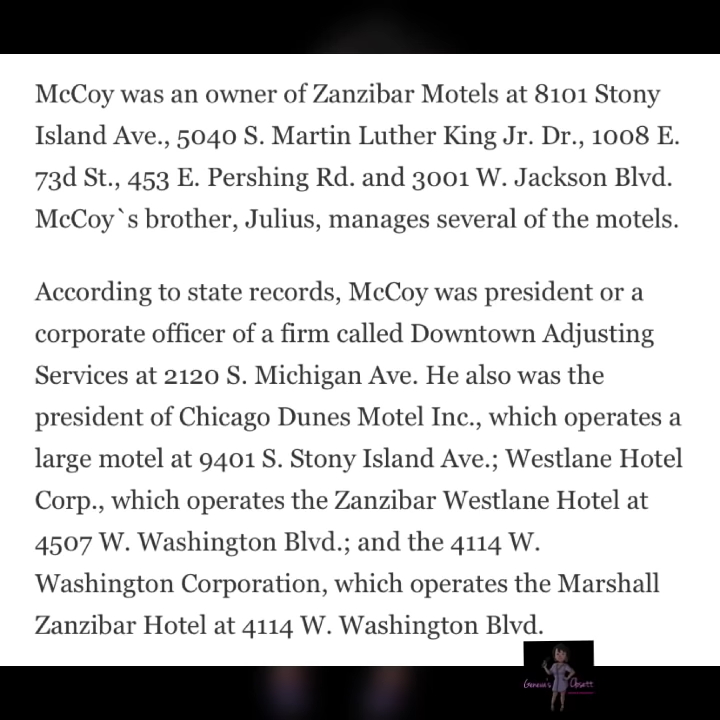 McCoy was an owner of Zanzibar Motels at 8101 Stony
Island Ave., 5040 S. Martin Luther King Jr. Dr., 1008 E.
73d St., 453 E. Pershing Rd. and 3001 W. Jackson Blvd.
McCoy`s brother, Julius, manages several of the motels.
According to state records, McCoy was president or a
corporate officer of a firm called Downtown Adjusting
Services at 2120 S. Michigan Ave. He also was the
president of Chicago Dunes Motel Inc., which operates a
large motel at 9401 S. Stony Island Ave.; Westlane Hotel
Corp., which operates the Zanzibar Westlane Hotel at
4507 W. Washington Blvd.; and the 4114 W.
Washington Corporation, which operates the Marshall
Zanzibar Hotel at 4114 W. Washington Blvd.